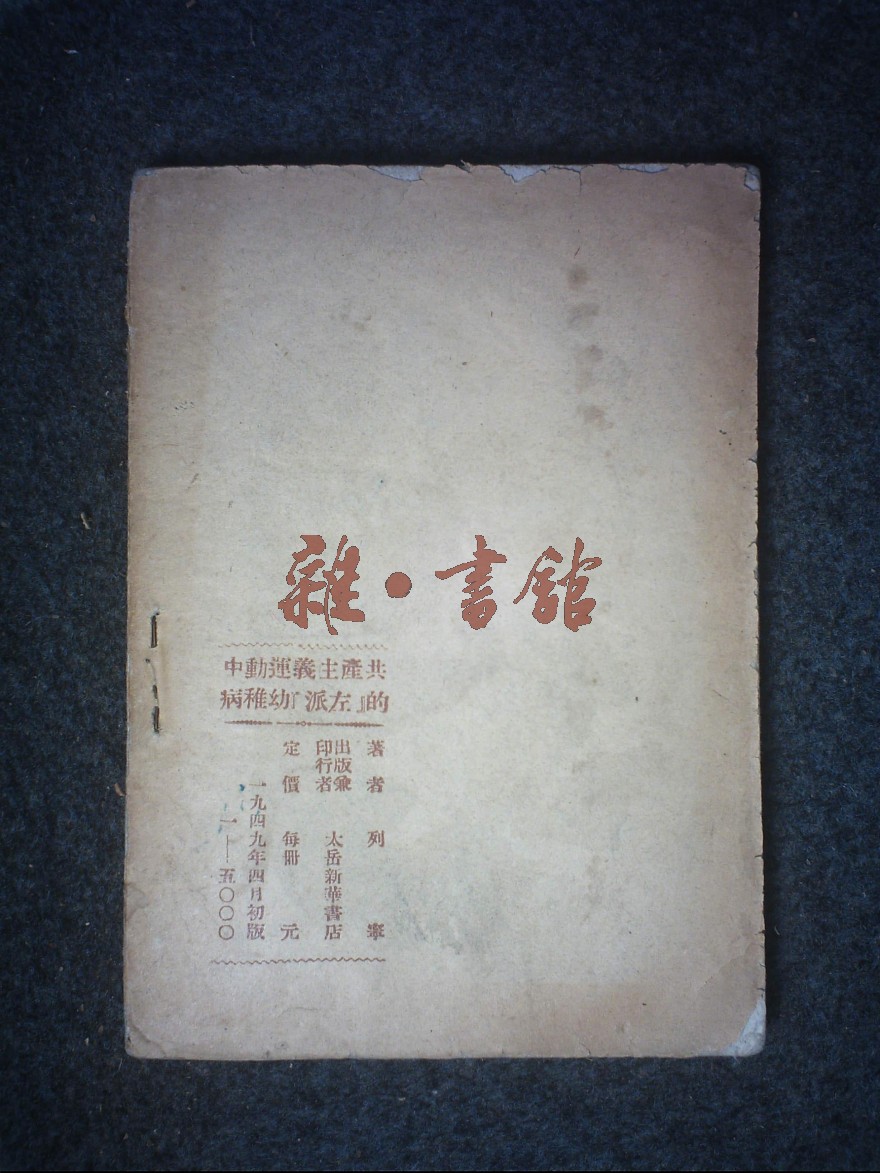 雜·書館
共產主義運動中
的『左派』幼稚病
著者 列寧
出版兼
印行者 太岳新華書店
定價 每冊 元
一九四九年四月初版
一——五〇〇〇